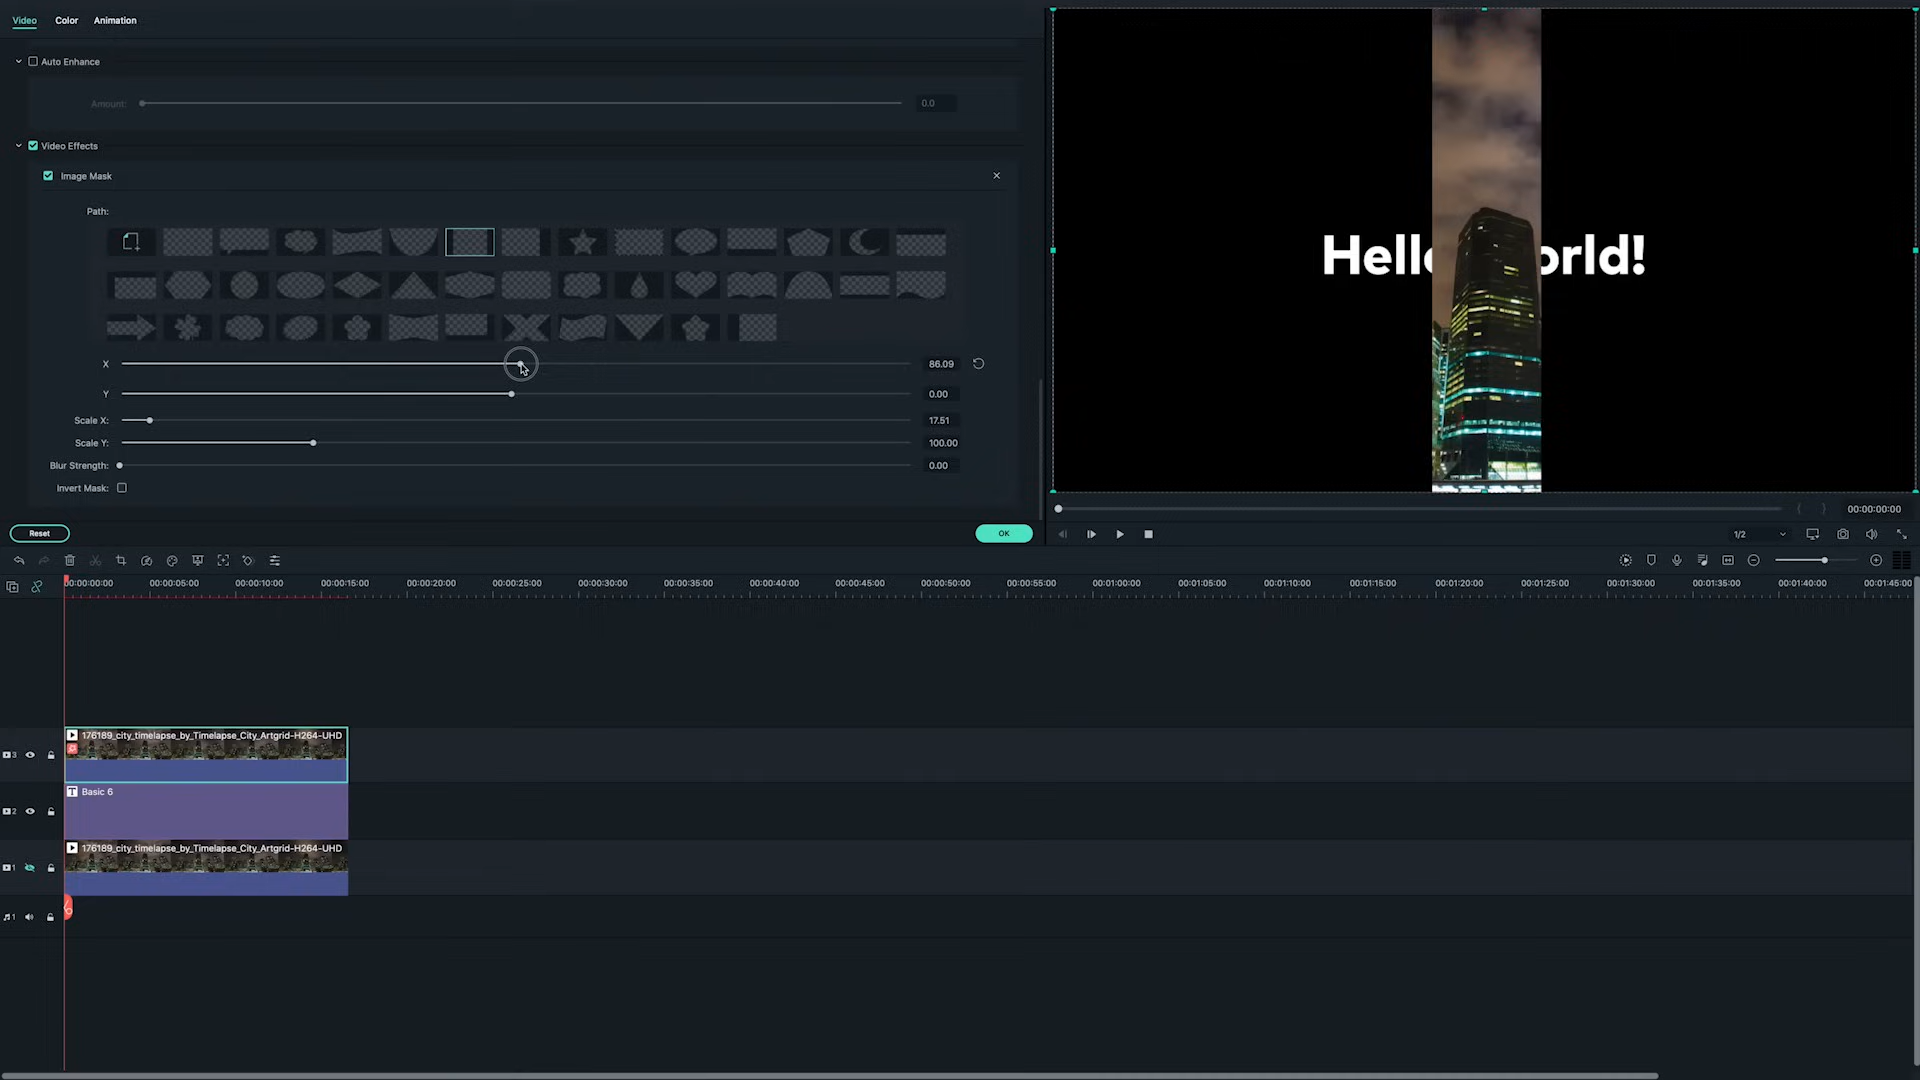 Video Color Animation
Auto Enhance
Amount: 0.0
Video Effects
Image Mask
Path:
X 86.09
Y 0.00
Scale X: 17.51
Scale Y: 100.00
Blur Strength: 0.00
Invert Mask:
Reset OK
Hello
orld!
00:00:00:00
1/2
00:00:00:00 00:00:05:00 00:00:10:00 00:00:15:00 00:00:20:00 00:00:25:00 00:00:30:00 00:00:35:00 00:00:40:00 00:00:45:00 00:00:50:00 00:00:55:00 00:01:00:00 00:01:05:00 00:01:10:00 00:01:15:00 00:01:20:00 00:01:25:00 00:01:30:00 00:01:35:00 00:01:40:00 00:01:45:00
3 176189_city_timelapse_by_Timelapse_City_Artgrid-H264-UHD
2 T Basic 6
1 176189_city_timelapse_by_Timelapse_City_Artgrid-H264-UHD
1